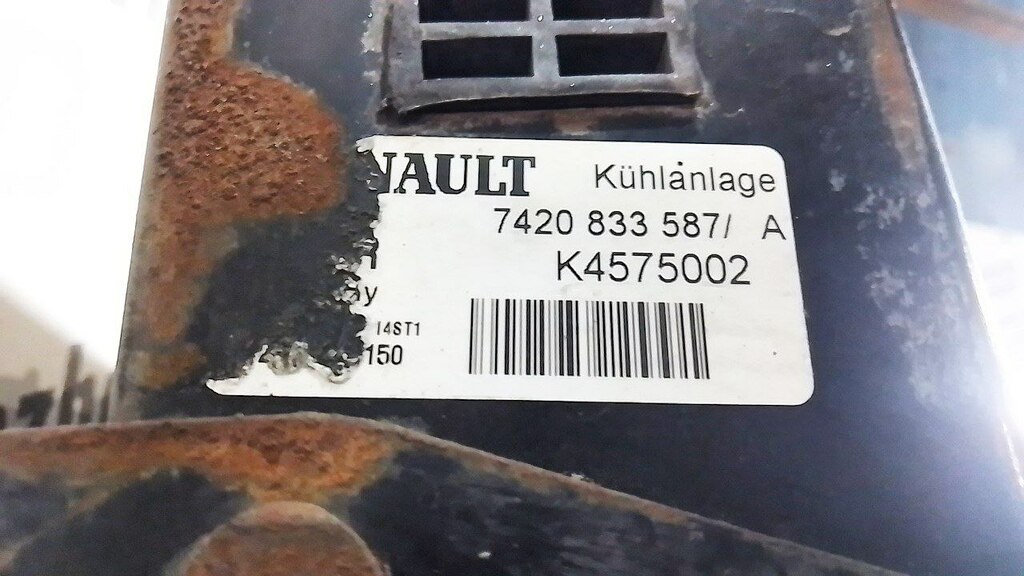 NAULT
Kühlanlage
7420 833 587/ A
K4575002
I4ST1
150